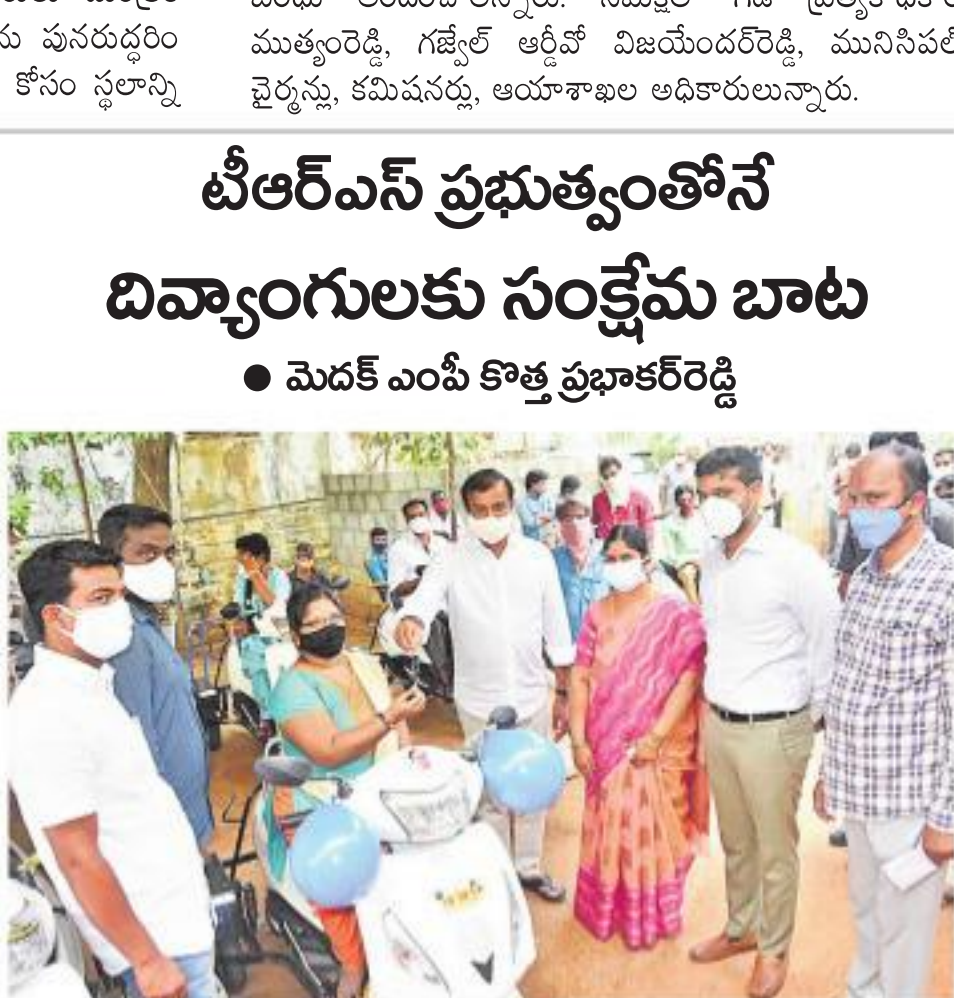 ను పునరుద్ధరిం
కోసం స్థలాన్ని
ముత్యంరెడ్డి, గజ్వేల్ ఆర్డీవో విజయేందర్‌రెడ్డి, మునిసిపల్
చైర్మన్లు, కమిషనర్లు, ఆయాశాఖల అధికారులున్నారు.
టీఆర్ఎస్ ప్రభుత్వంతోనే
దివ్యాంగులకు సంక్షేమ బాట
● మెదక్ ఎంపీ కొత్త ప్రభాకర్‌రెడ్డి